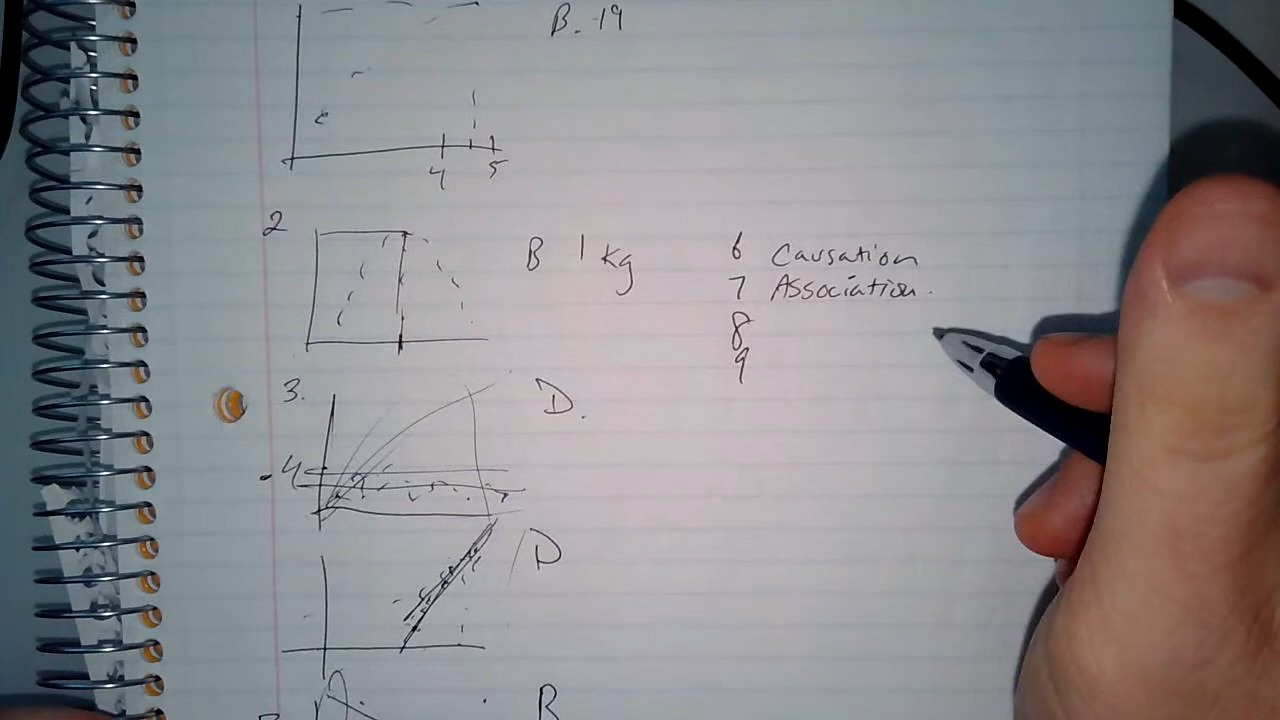 B. 19
4 5
2
B 1 kg
6 Causation
7 Association.
8
9
3.
D.
4
D
A
B